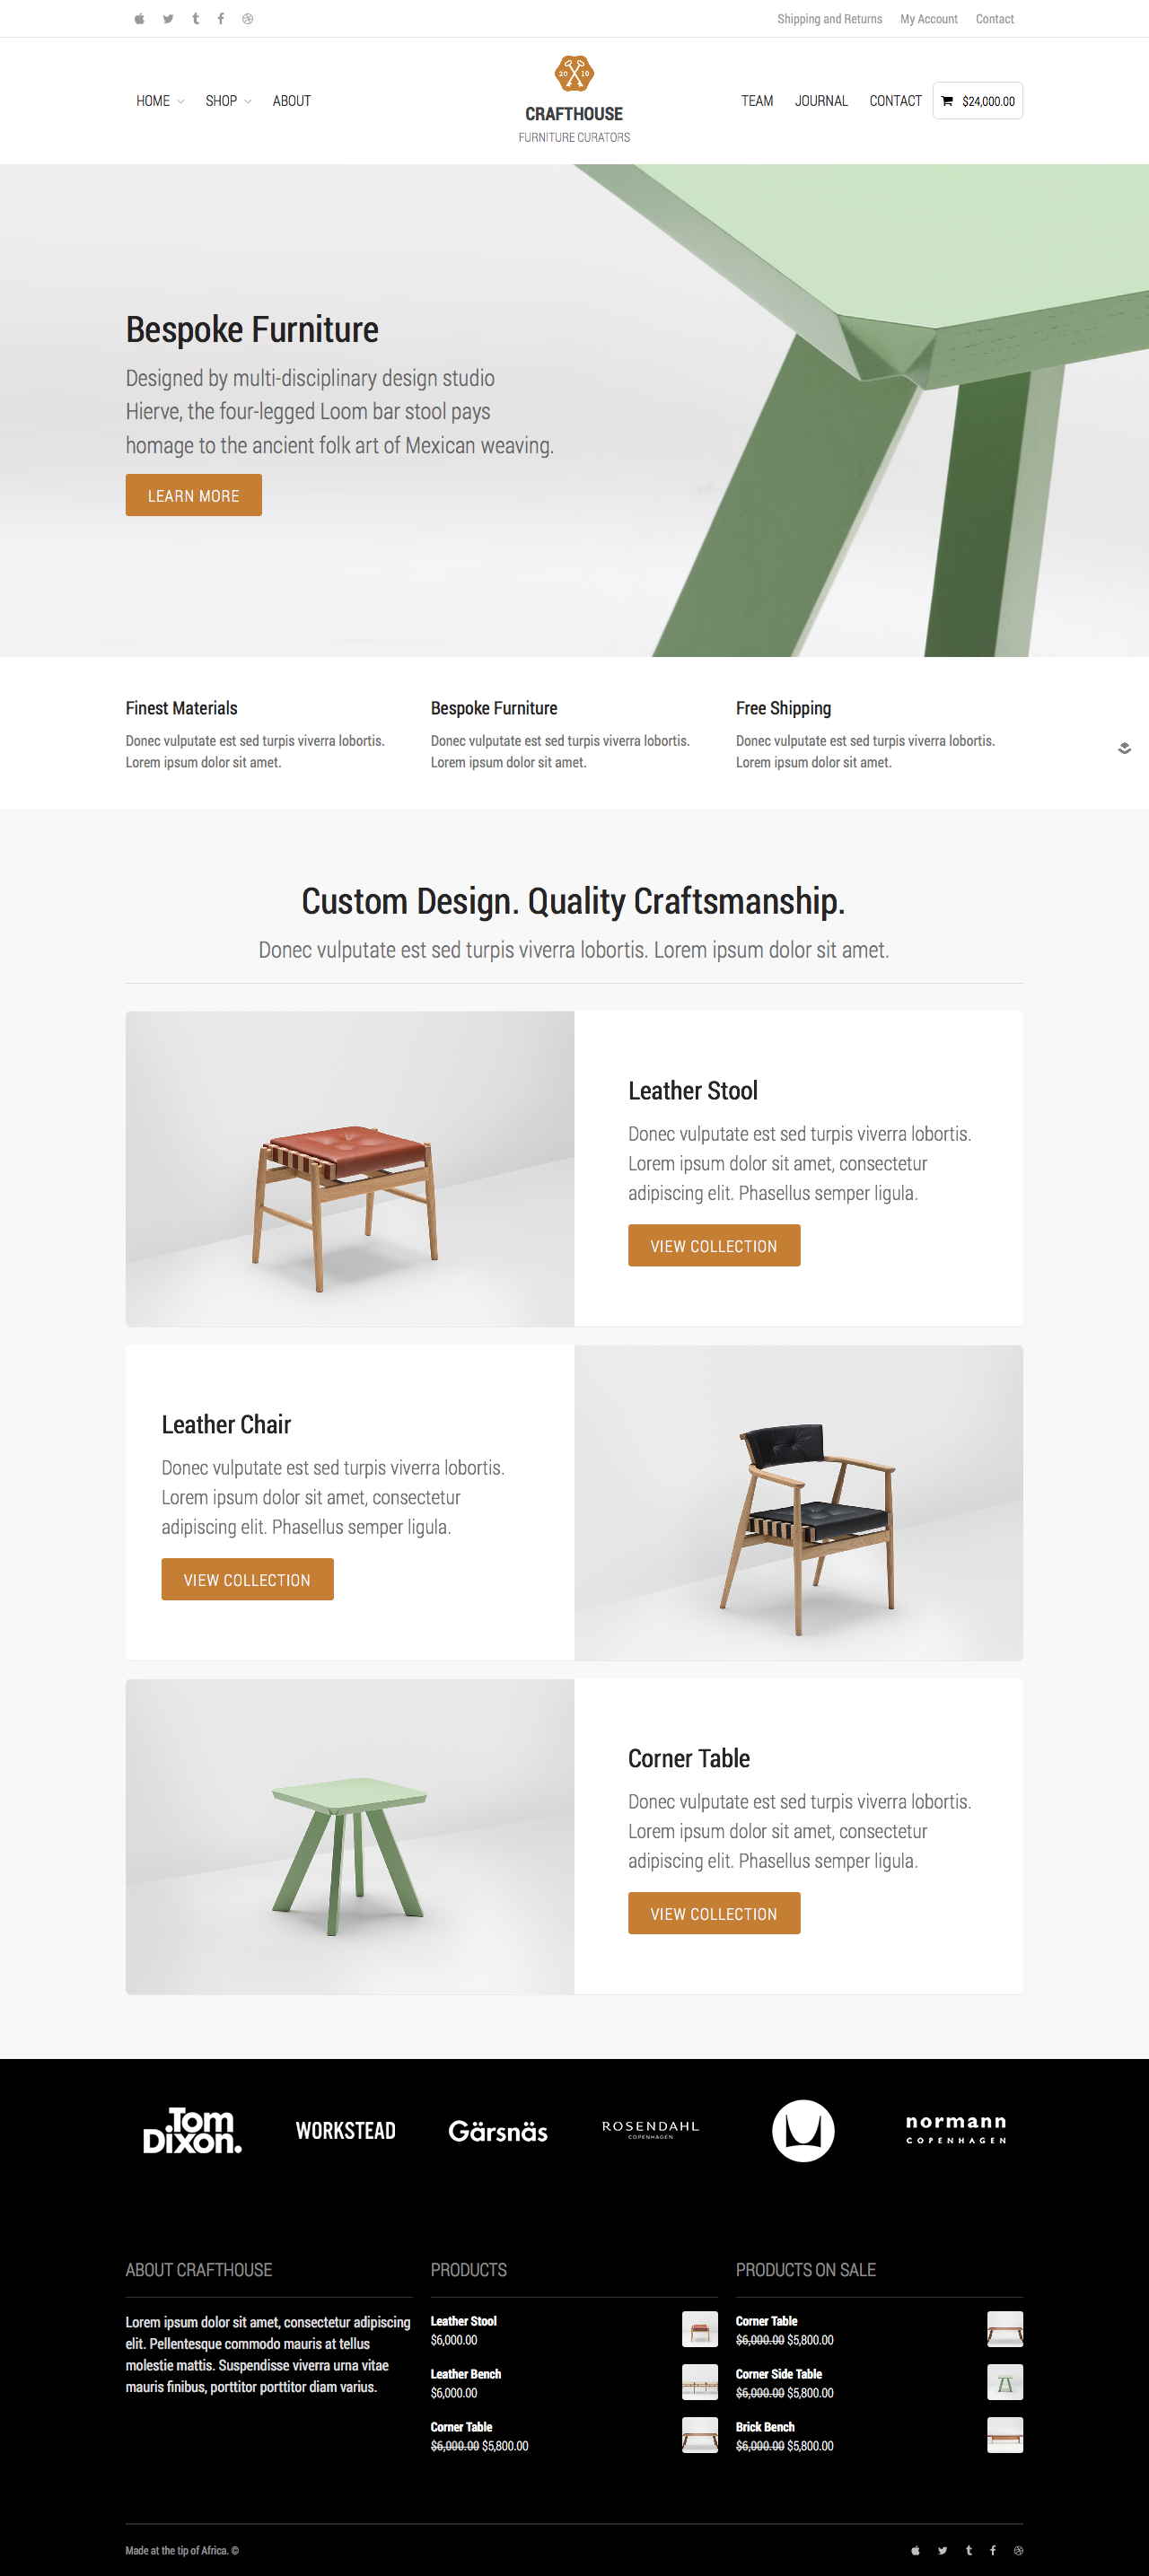 Shipping and Returns My Account Contact
HOME SHOP ABOUT
20 10
CRAFTHOUSE
FURNITURE CURATORS
TEAM JOURNAL CONTACT $24,000.00
Bespoke Furniture
Designed by multi-disciplinary design studio
Hierve, the four-legged Loom bar stool pays
homage to the ancient folk art of Mexican weaving.
LEARN MORE
Finest Materials
Donec vulputate est sed turpis viverra lobortis.
Lorem ipsum dolor sit amet.
Bespoke Furniture
Donec vulputate est sed turpis viverra lobortis.
Lorem ipsum dolor sit amet.
Free Shipping
Donec vulputate est sed turpis viverra lobortis.
Lorem ipsum dolor sit amet.
Custom Design. Quality Craftsmanship.
Donec vulputate est sed turpis viverra lobortis. Lorem ipsum dolor sit amet.
Leather Stool
Donec vulputate est sed turpis viverra lobortis.
Lorem ipsum dolor sit amet, consectetur
adipiscing elit. Phasellus semper ligula.
VIEW COLLECTION
Leather Chair
Donec vulputate est sed turpis viverra lobortis.
Lorem ipsum dolor sit amet, consectetur
adipiscing elit. Phasellus semper ligula.
VIEW COLLECTION
Corner Table
Donec vulputate est sed turpis viverra lobortis.
Lorem ipsum dolor sit amet, consectetur
adipiscing elit. Phasellus semper ligula.
VIEW COLLECTION
Tom
Dixon.
WORKSTEAD
Gärsnäs
ROSENDAHL
COPENHAGEN
normann
COPENHAGEN
ABOUT CRAFTHOUSE
Lorem ipsum dolor sit amet, consectetur adipiscing
elit. Pellentesque commodo mauris at tellus
molestie mattis. Suspendisse viverra urna vitae
mauris finibus, porttitor porttitor diam varius.
PRODUCTS
Leather Stool
$6,000.00
Leather Bench
$6,000.00
Corner Table
$6,000.00 $5,800.00
PRODUCTS ON SALE
Corner Table
$6,000.00 $5,800.00
Corner Side Table
$6,000.00 $5,800.00
Brick Bench
$6,000.00 $5,800.00
Made at the tip of Africa. ©